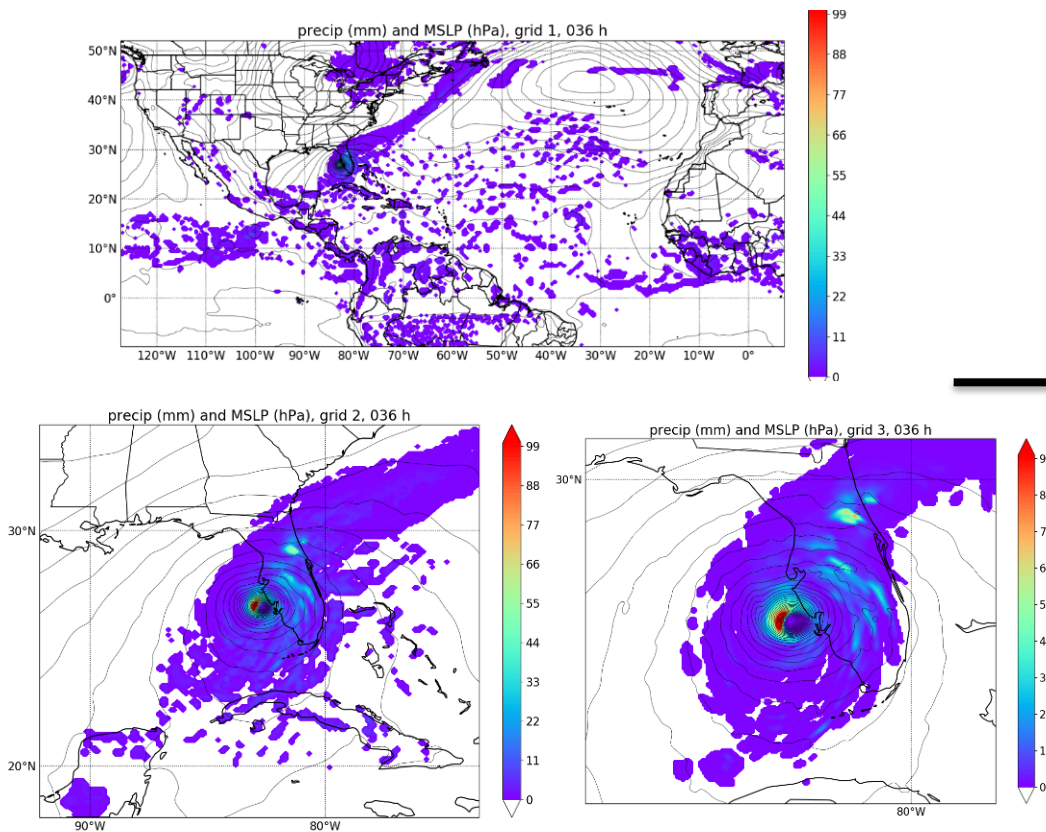 precip (mm) and MSLP (hPa), grid 1, 036 h
50°N
40°N
30°N
20°N
10°N
0°
120°W 110°W 100°W 90°W 80°W 70°W 60°W 50°W 40°W 30°W 20°W 10°W 0°
99
88
77
66
55
44
33
22
11
0
precip (mm) and MSLP (hPa), grid 2, 036 h
30°N
20°N
90°W 80°W
99
88
77
66
55
44
33
22
11
0
precip (mm) and MSLP (hPa), grid 3, 036 h
30°N
80°W
9
8
7
6
5
4
3
2
1
0